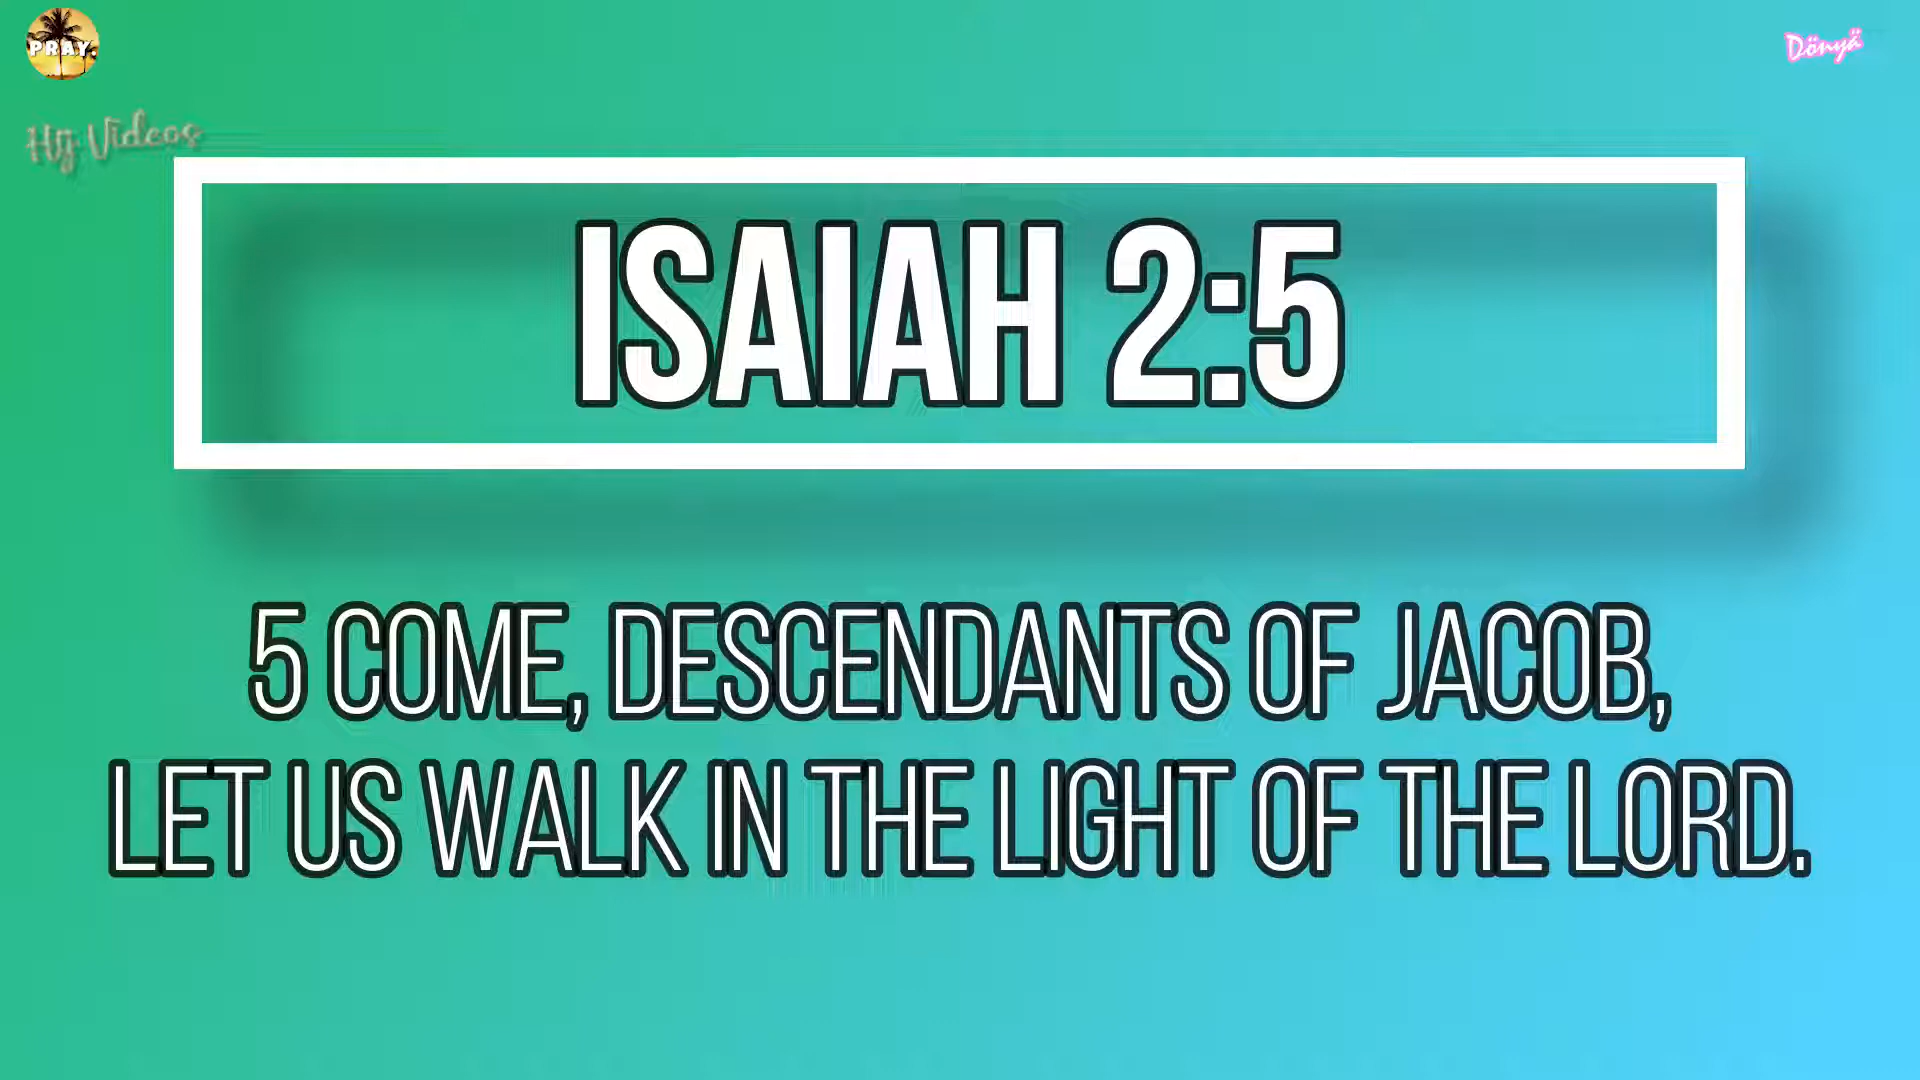 PRAY.
Dönyä
Hy Videos
ISAIAH 2:5
5 COME, DESCENDANTS OF JACOB,
LET US WALK IN THE LIGHT OF THE LORD.